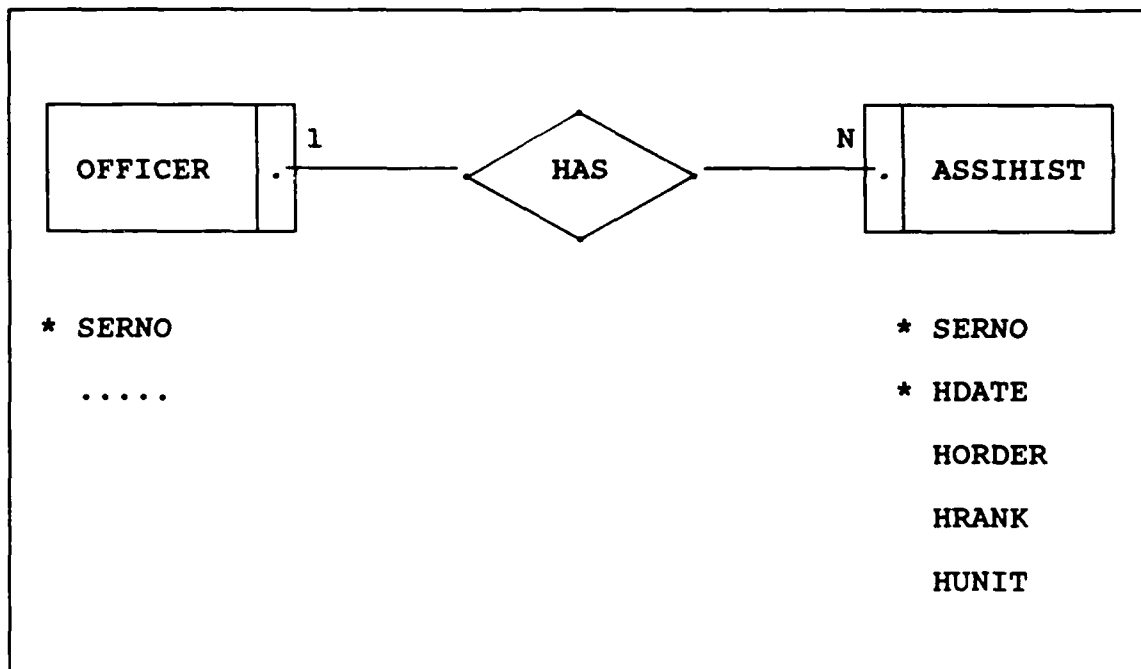 1 N
OFFICER . HAS . ASSIHIST
* SERNO * SERNO
..... * HDATE
HORDER
HRANK
HUNIT